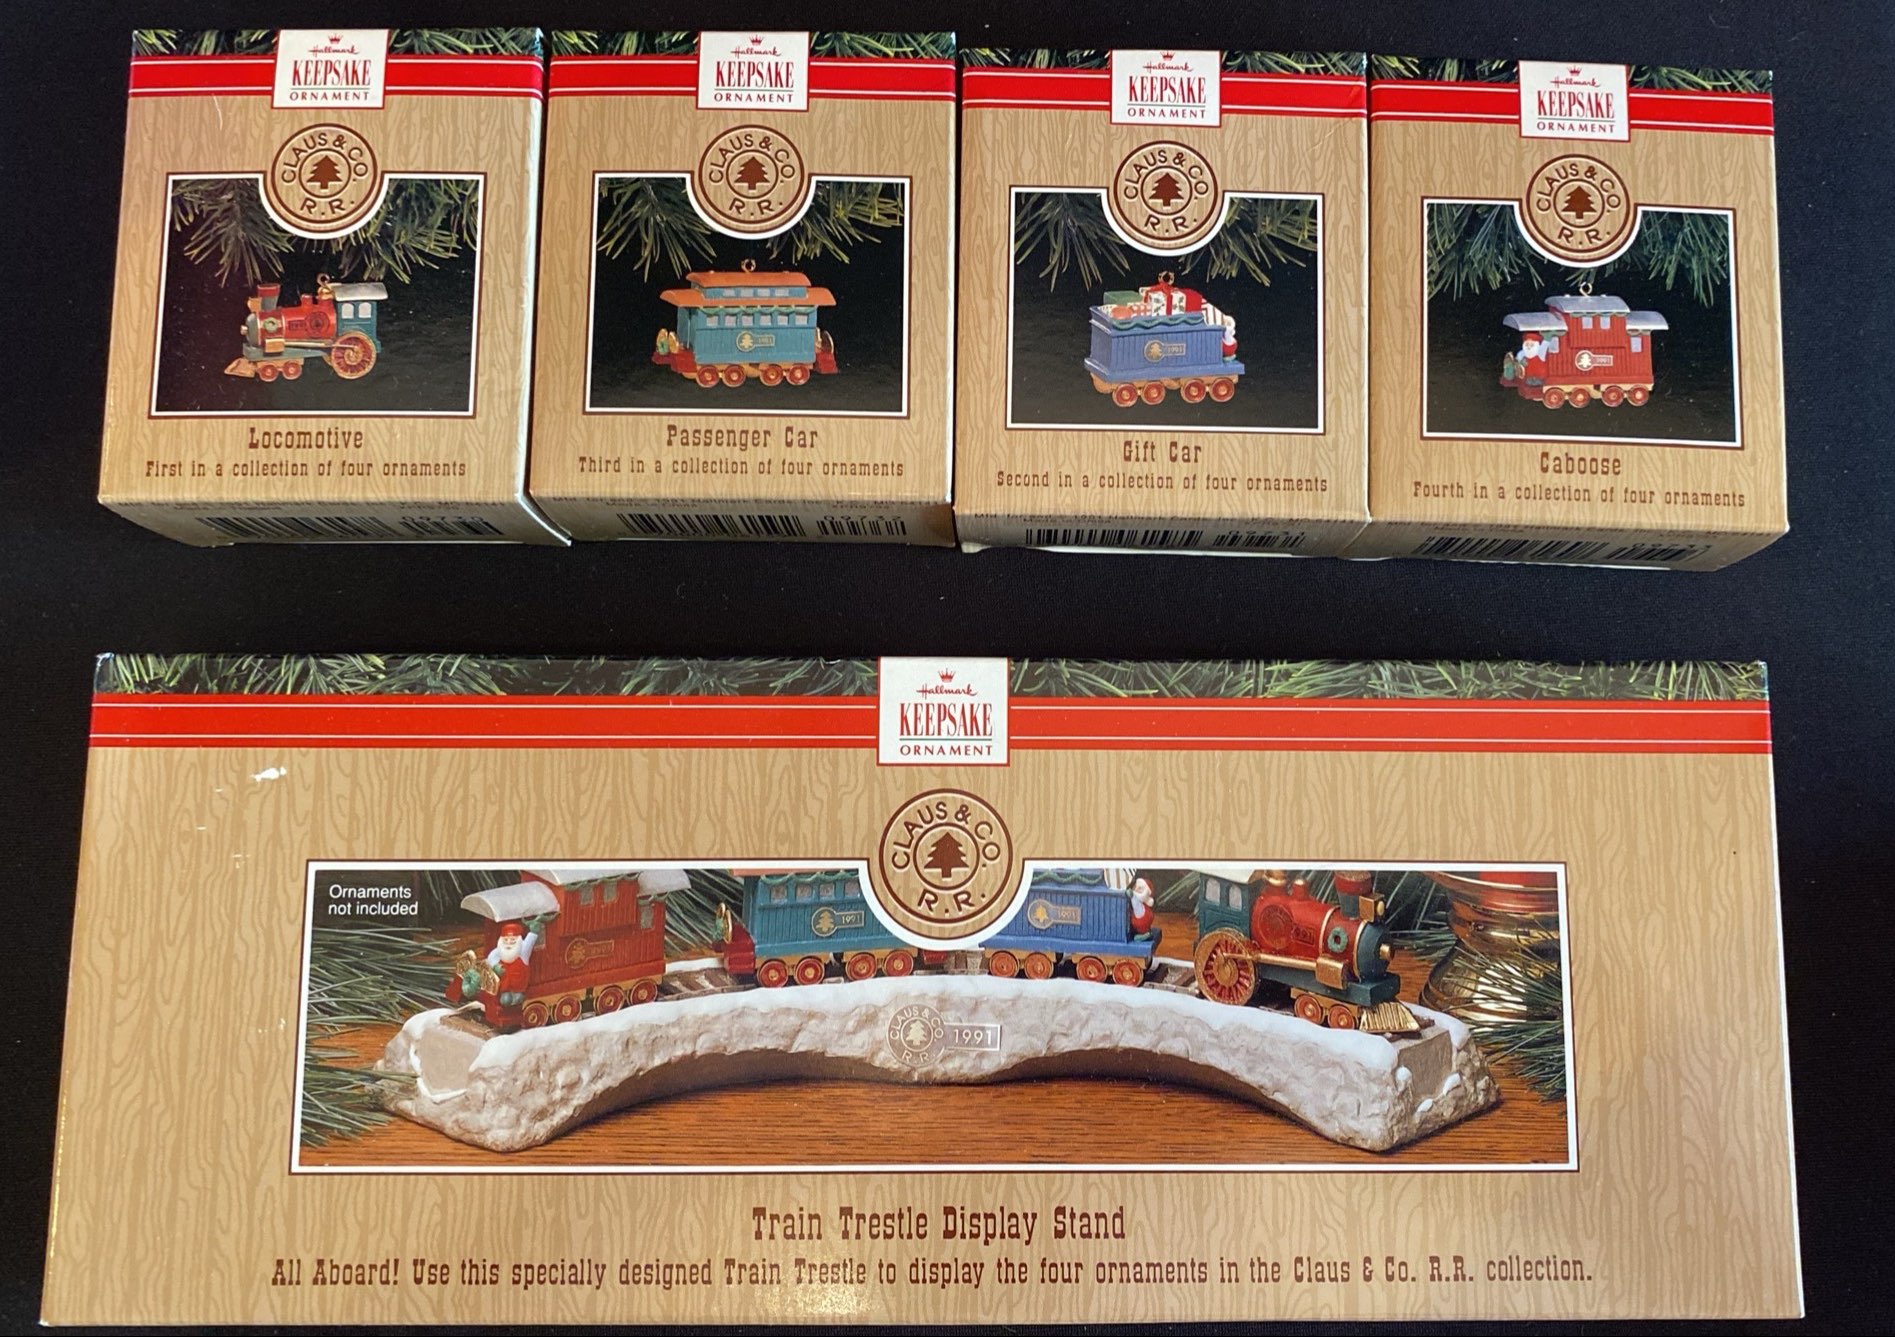 Hallmark
KEEPSAKE
ORNAMENT
CLAUS & CO.
R.R.
Locomotive
First in a collection of four ornaments
Hallmark
KEEPSAKE
ORNAMENT
CLAUS & CO.
R.R.
1991
Passenger Car
Third in a collection of four ornaments
Hallmark
KEEPSAKE
ORNAMENT
CLAUS & CO.
R.R.
1991
Gift Car
Second in a collection of four ornaments
Hallmark
KEEPSAKE
ORNAMENT
CLAUS & CO.
R.R.
1991
Caboose
Fourth in a collection of four ornaments
Hallmark
KEEPSAKE
ORNAMENT
CLAUS & CO.
R.R.
Ornaments
not included
1991
1991
CLAUS & CO.
R.R.
1991
Train Trestle Display Stand
All Aboard! Use this specially designed Train Trestle to display the four ornaments in the Claus & Co. R.R. collection.